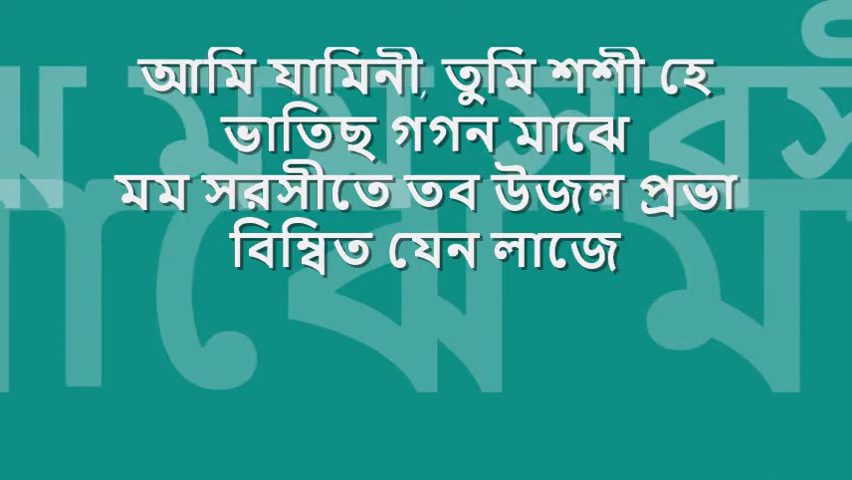 আমি যামিনী, তুমি শশী হে
ভাতিছ গগন মাঝে
মম সরসীতে তব উজল প্রভা
বিম্বিত যেন লাজে